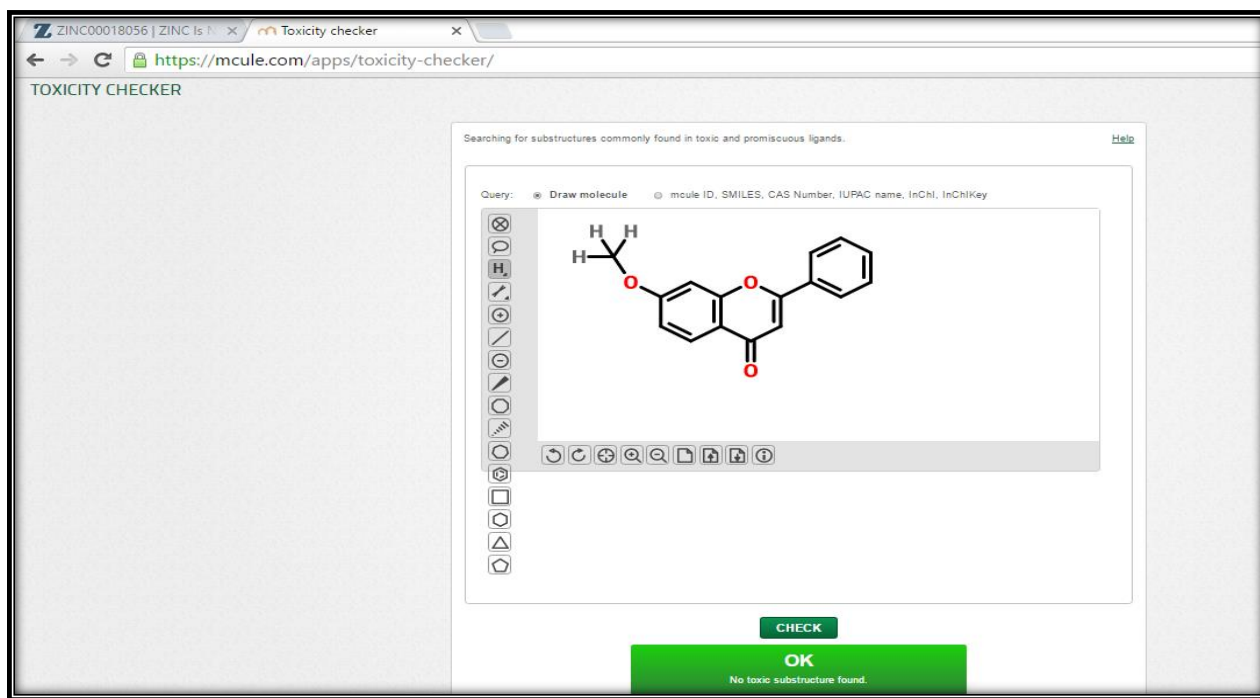 ZINC00018056 | ZINC Is N
Toxicity checker
https://mcule.com/apps/toxicity-checker/
TOXICITY CHECKER
Searching for substructures commonly found in toxic and promiscuous ligands.
Help
Query: Draw molecule mcule ID, SMILES, CAS Number, IUPAC name, InChI, InChIKey
H
H H
H
O
O
O
CHECK
OK
No toxic substructure found.